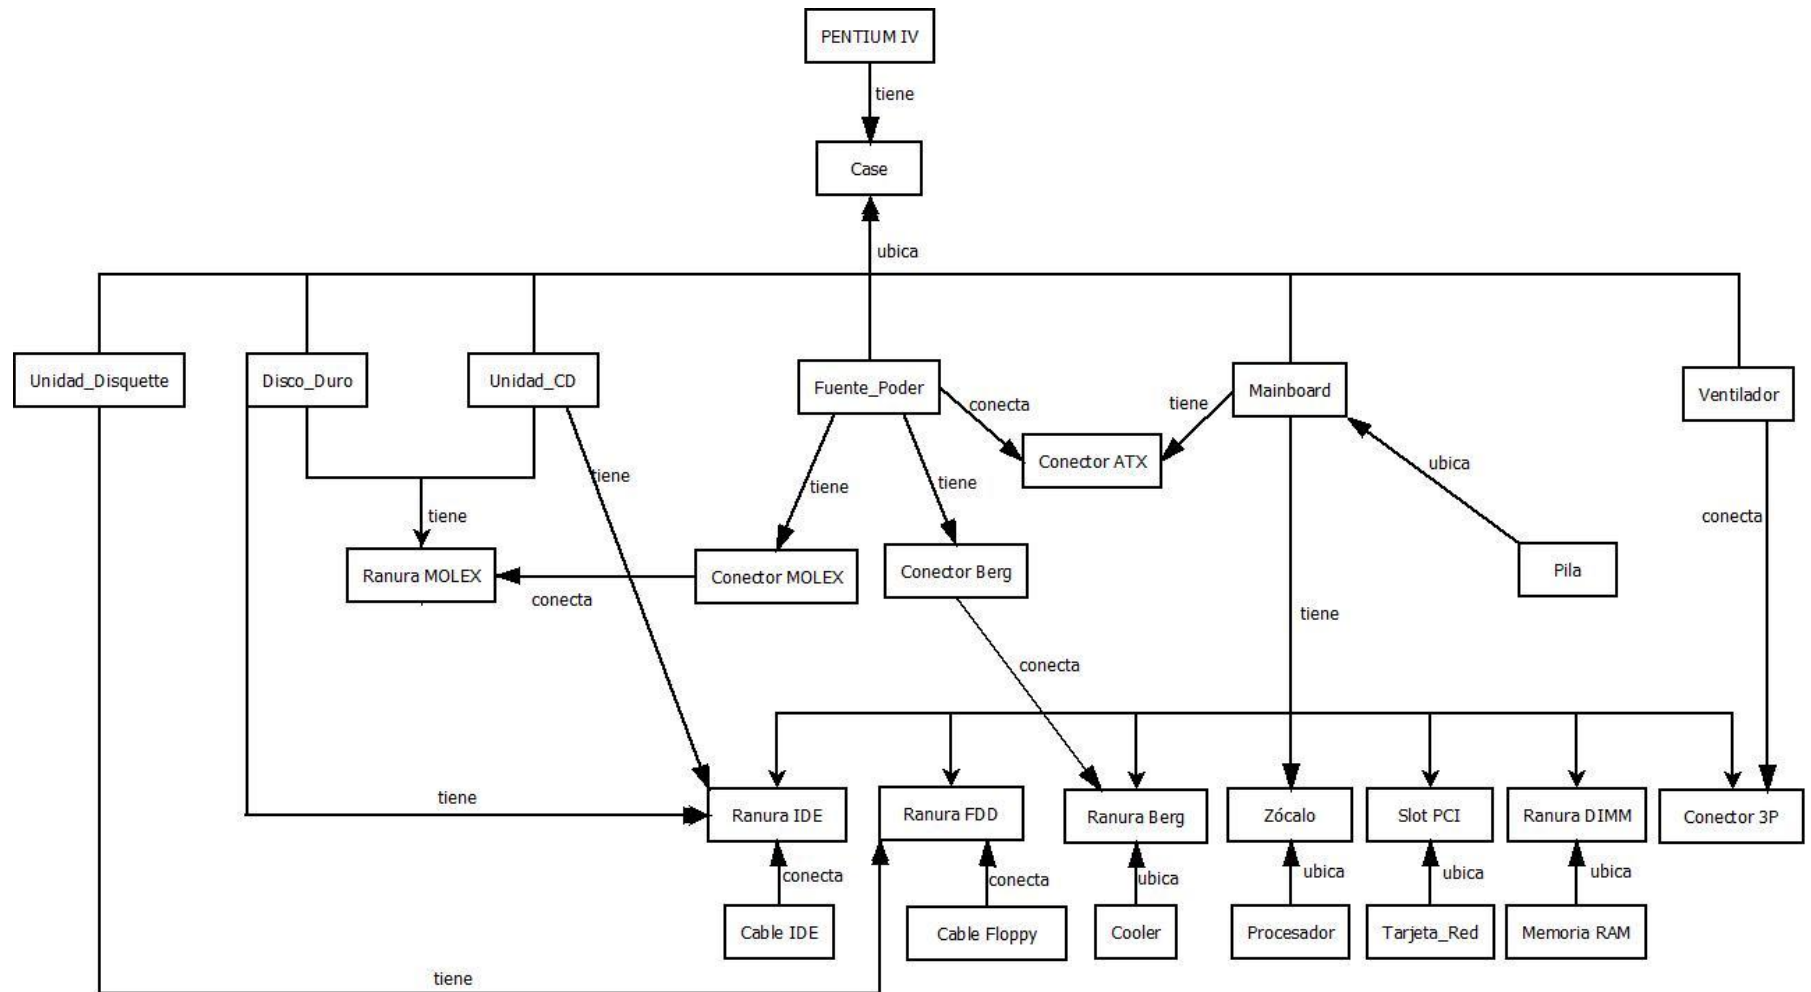 PENTIUM IV
tiene
Case
ubica
Unidad_Disquette
Disco_Duro
Unidad_CD
Fuente_Poder
Mainboard
Ventilador
conecta
tiene
Conector ATX
ubica
tiene
tiene
tiene
tiene
conecta
Ranura MOLEX
conecta
Conector MOLEX
Conector Berg
Pila
tiene
conecta
tiene
Ranura IDE
Ranura FDD
Ranura Berg
Zócalo
Slot PCI
Ranura DIMM
Conector 3P
conecta
conecta
ubica
ubica
ubica
ubica
Cable IDE
Cable Floppy
Cooler
Procesador
Tarjeta_Red
Memoria RAM
tiene